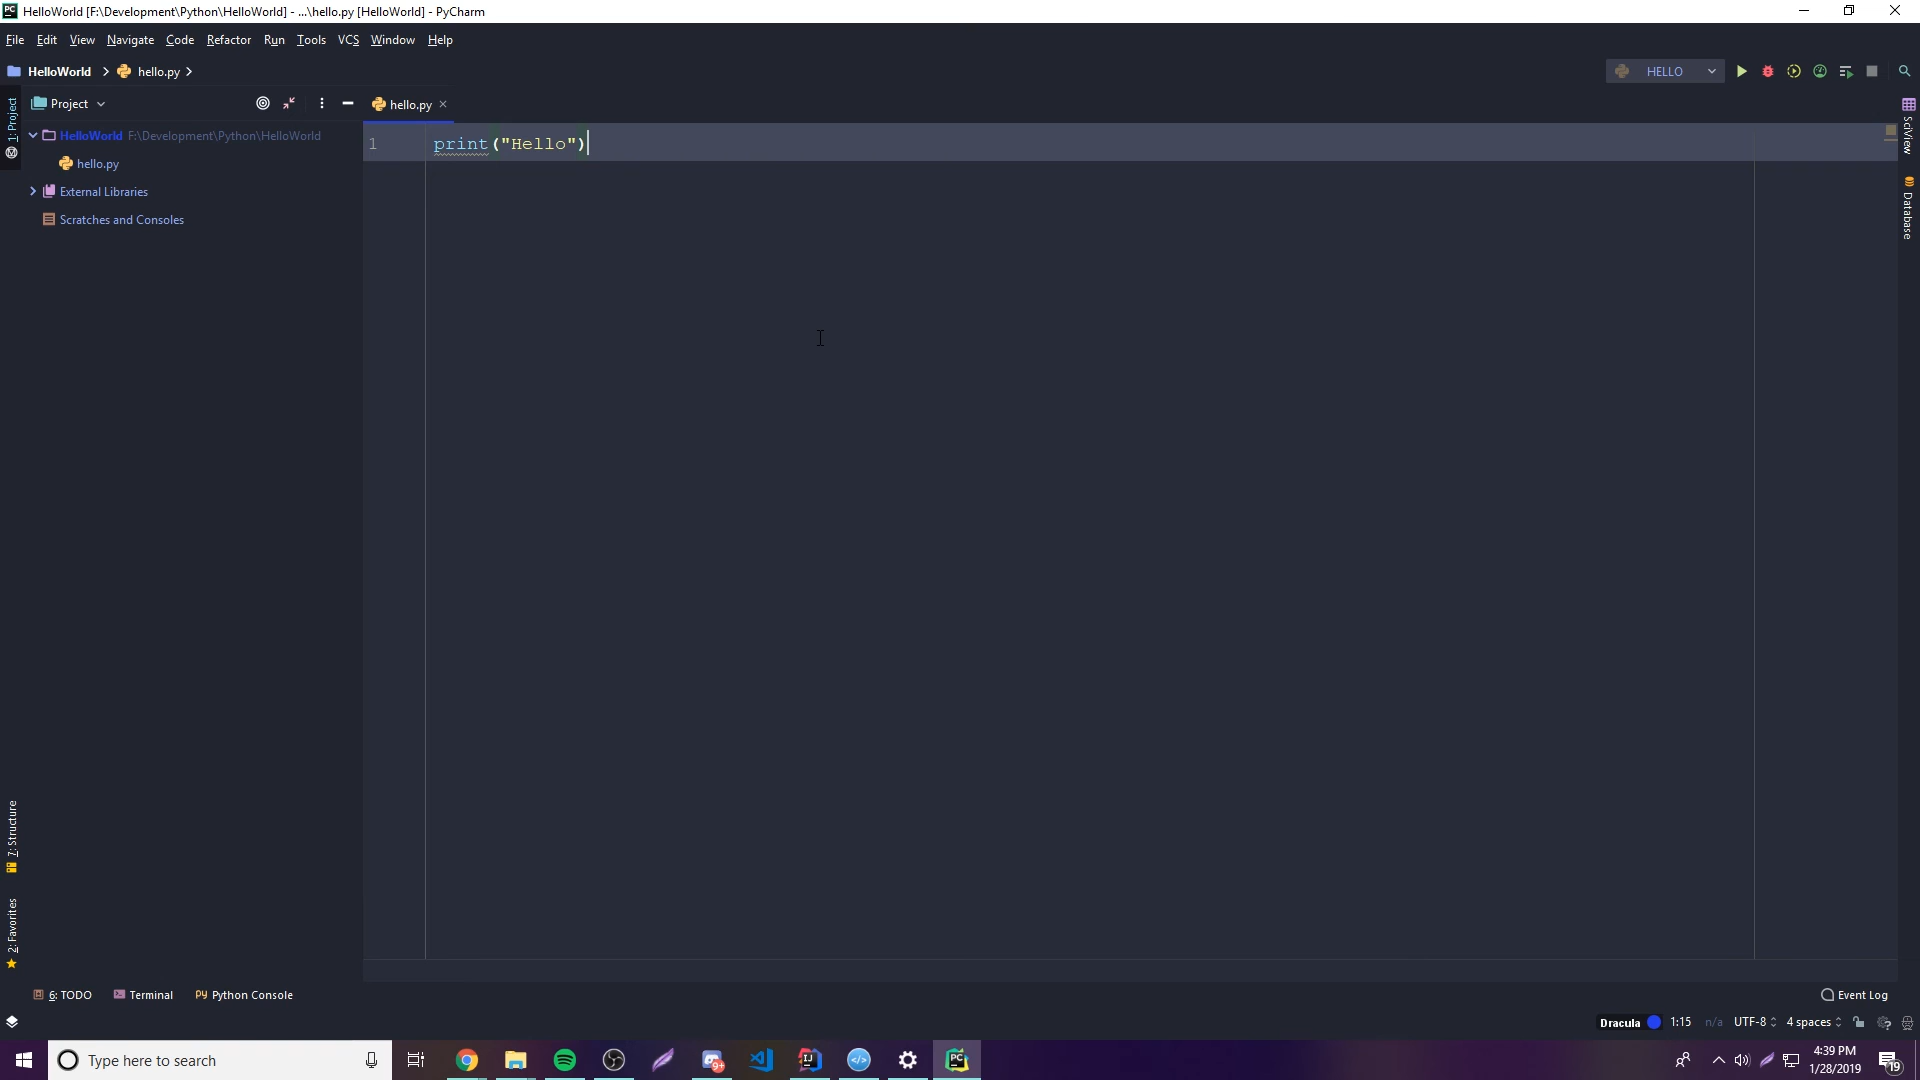 HelloWorld [F:\Development\Python\HelloWorld] - ...\hello.py [HelloWorld] - PyCharm
File Edit View Navigate Code Refactor Run Tools VCS Window Help
HelloWorld hello.py
HELLO
Project
hello.py
1: Project
HelloWorld F:\Development\Python\HelloWorld
hello.py
External Libraries
Scratches and Consoles
1 print("Hello")
SciView
Database
7: Structure
2: Favorites
6: TODO Terminal Python Console
Event Log
Dracula 1:15 n/a UTF-8 4 spaces
Type here to search
9+
4:39 PM
1/28/2019
19